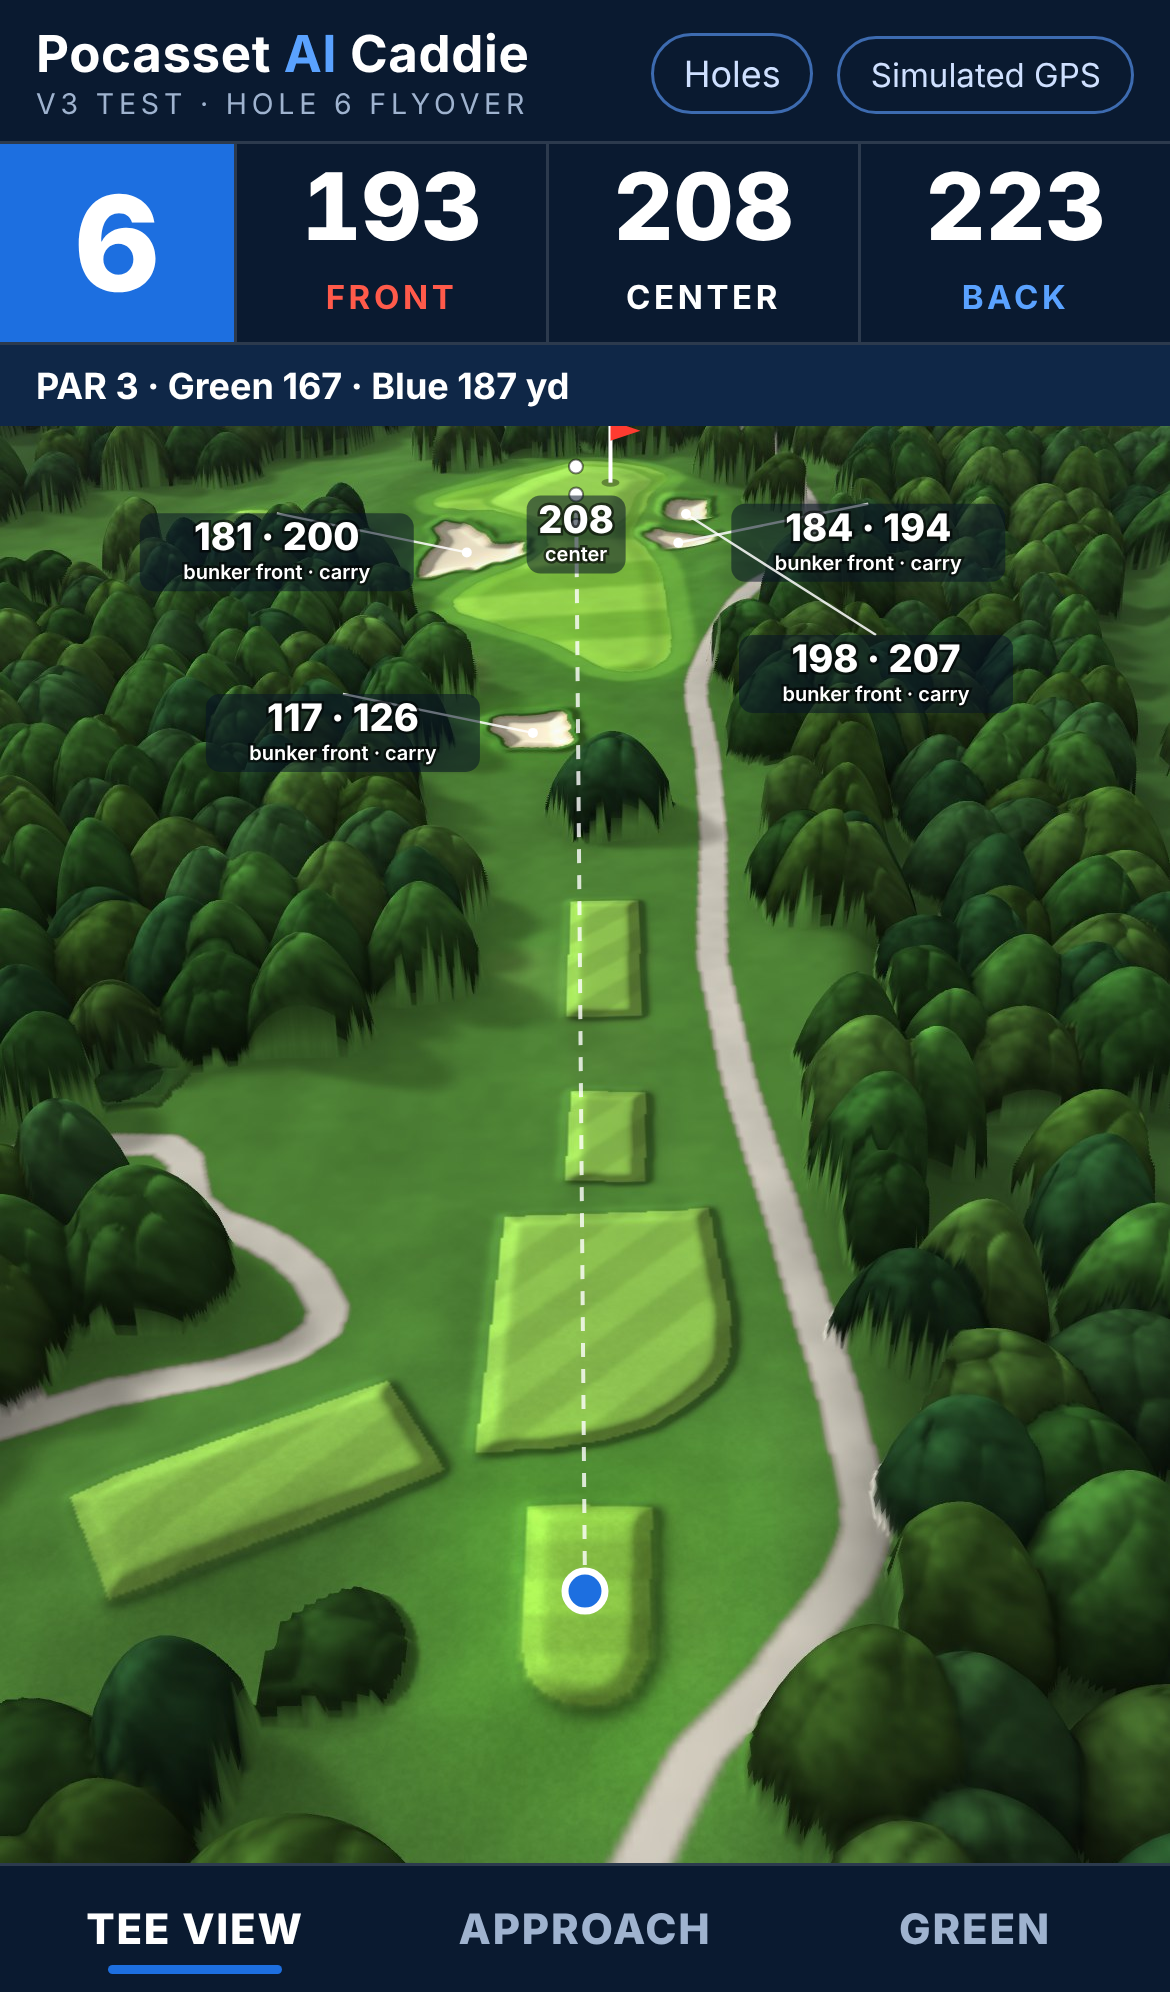 Pocasset AI Caddie
V3 TEST · HOLE 6 FLYOVER
Holes
Simulated GPS
6
193
FRONT
208
CENTER
223
BACK
PAR 3 · Green 167 · Blue 187 yd
181 · 200
bunker front · carry
208
center
184 · 194
bunker front · carry
198 · 207
bunker front · carry
117 · 126
bunker front · carry
TEE VIEW
APPROACH
GREEN